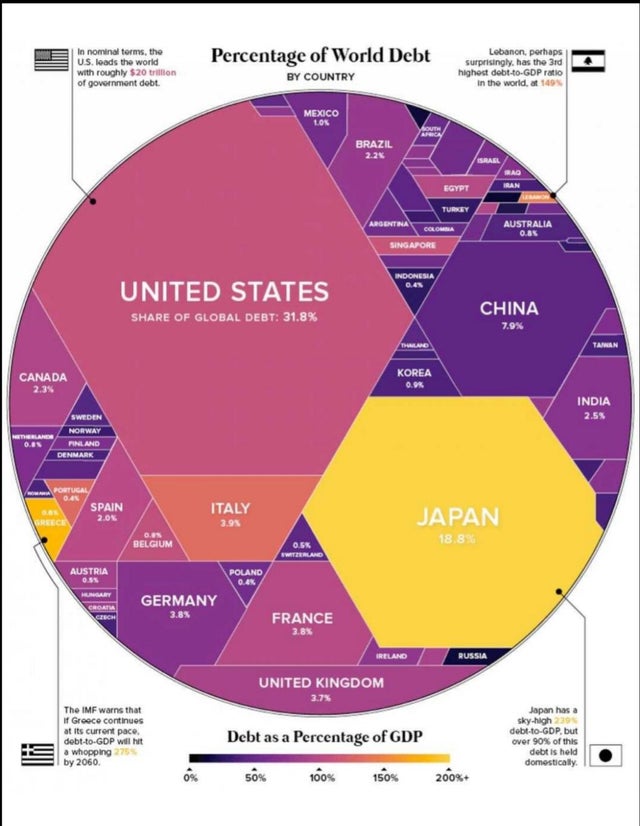 Percentage of World Debt
BY COUNTRY
In nominal terms, the
U.S. leads the world
with roughly $20 trillion
of government debt.
Lebanon, perhaps
surprisingly, has the 3rd
highest debt-to-GDP ratio
in the world, at 149%
MEXICO
1.0%
BRAZIL
2.2%
SOUTH
AFRICA
ISRAEL
IRAQ
EGYPT
IRAN
LEBANON
TURKEY
ARGENTINA
COLOMBIA
AUSTRALIA
0.8%
SINGAPORE
INDONESIA
0.4%
UNITED STATES
SHARE OF GLOBAL DEBT: 31.8%
CHINA
7.9%
THAILAND
TAIWAN
KOREA
0.9%
CANADA
2.3%
INDIA
2.5%
SWEDEN
NORWAY
NETHERLANDS
0.8%
FINLAND
DENMARK
ROMANIA
PORTUGAL
0.4%
SPAIN
2.0%
ITALY
3.9%
JAPAN
18.8%
0.6%
GREECE
0.8%
BELGIUM
0.5%
SWITZERLAND
AUSTRIA
0.5%
POLAND
0.4%
HUNGARY
CROATIA
CZECH
GERMANY
3.8%
FRANCE
3.8%
IRELAND
RUSSIA
UNITED KINGDOM
3.7%
The IMF warns that
if Greece continues
at its current pace,
debt-to-GDP will hit
a whopping 275%
by 2060.
Japan has a
sky-high 239%
debt-to-GDP, but
over 90% of this
debt is held
domestically.
Debt as a Percentage of GDP
0% 50% 100% 150% 200%+